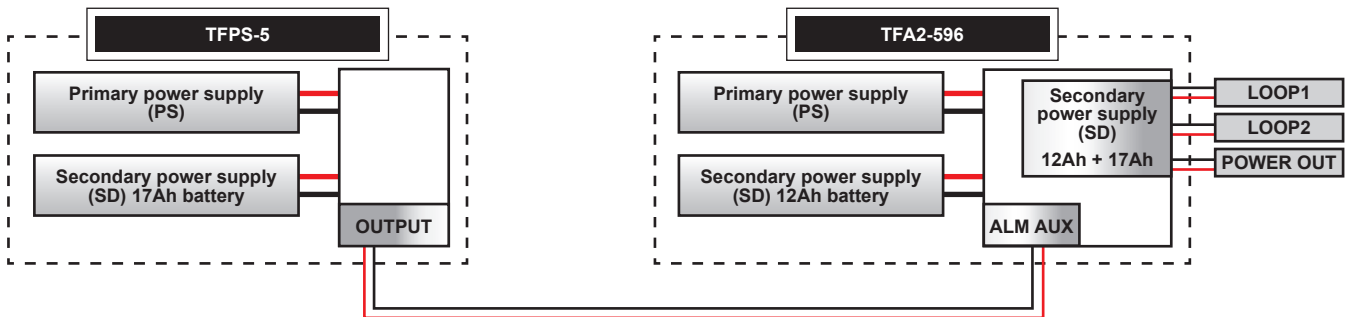 TFPS-5
Primary power supply
(PS)
Secondary power supply
(SD) 17Ah battery
OUTPUT
TFA2-596
Primary power supply
(PS)
Secondary power supply
(SD) 12Ah battery
Secondary
power supply
(SD)
12Ah + 17Ah
ALM AUX
LOOP1
LOOP2
POWER OUT